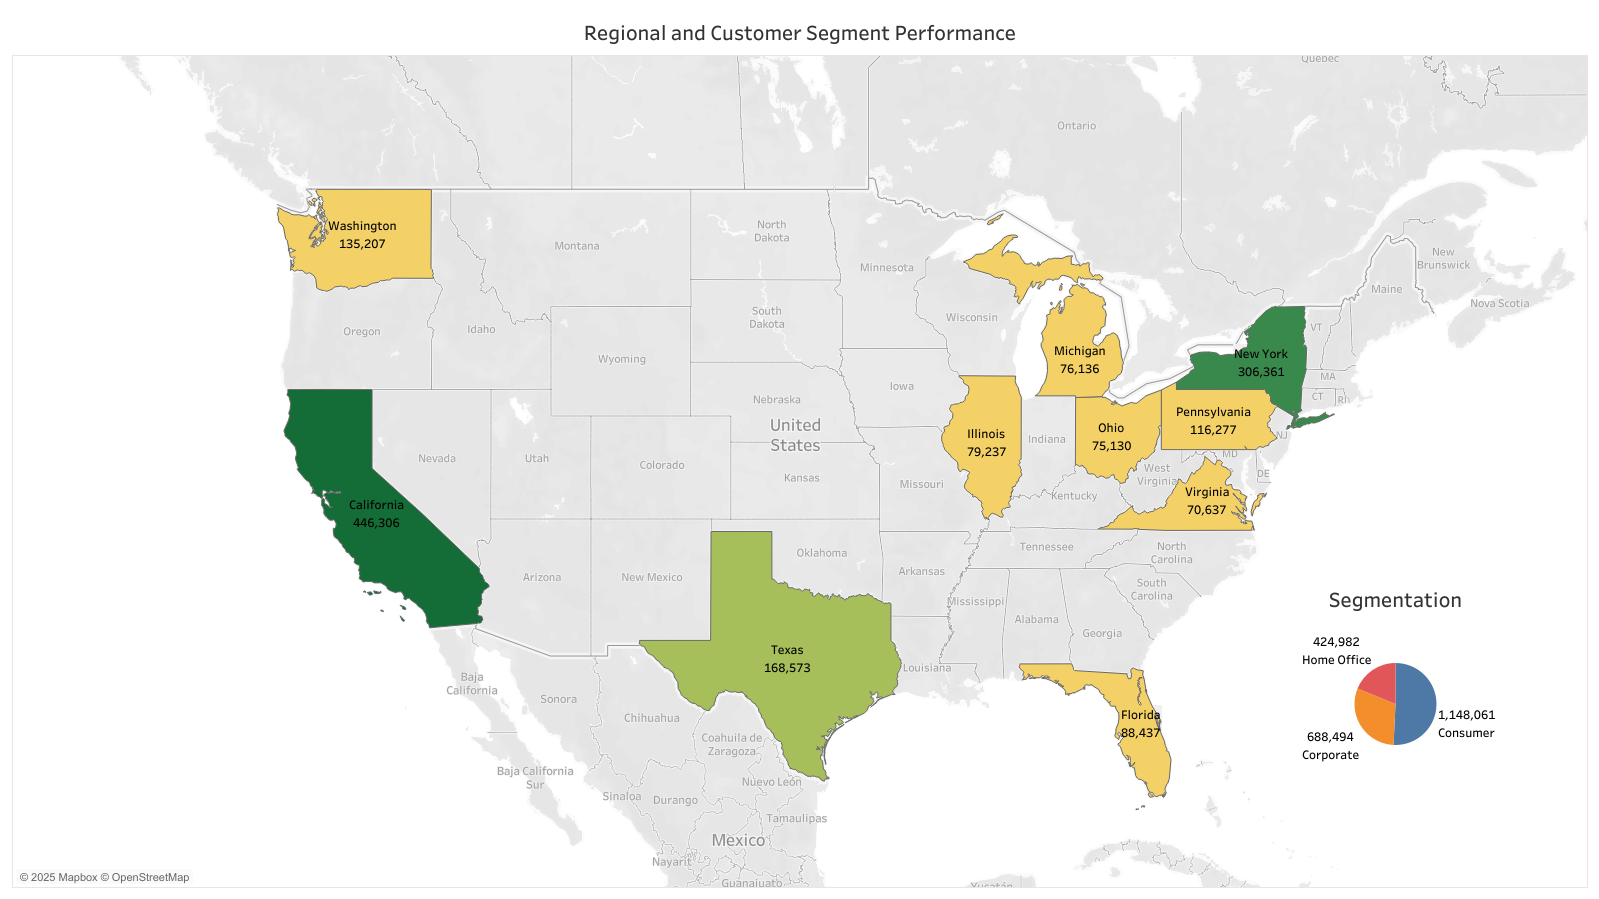 Regional and Customer Segment Performance
Québec
Ontario
Washington
135,207
Montana
North
Dakota
Minnesota
New
Brunswick
Maine
Nova Scotia
Oregon
Idaho
South
Dakota
Wisconsin
VT
Wyoming
Michigan
76,136
New York
306,361
MA
Iowa
CT
RI
Nebraska
United
States
Pennsylvania
116,277
Ohio
75,130
Illinois
79,237
Indiana
NJ
MD
Nevada
Utah
Colorado
Kansas
Missouri
West
Virginia
DE
Kentucky
Virginia
70,637
California
446,306
Oklahoma
Tennessee
North
Carolina
Arizona
New Mexico
Arkansas
South
Carolina
Mississippi
Alabama
Georgia
Segmentation
424,982
Home Office
Texas
168,573
Louisiana
Baja
California
Sonora
Chihuahua
Florida
88,437
1,148,061
Consumer
688,494
Corporate
Coahuila de
Zaragoza
Baja California
Sur
Nuevo León
Sinaloa
Durango
Tamaulipas
Mexico
Nayarit
Guanajuato
Yucatán
© 2025 Mapbox © OpenStreetMap